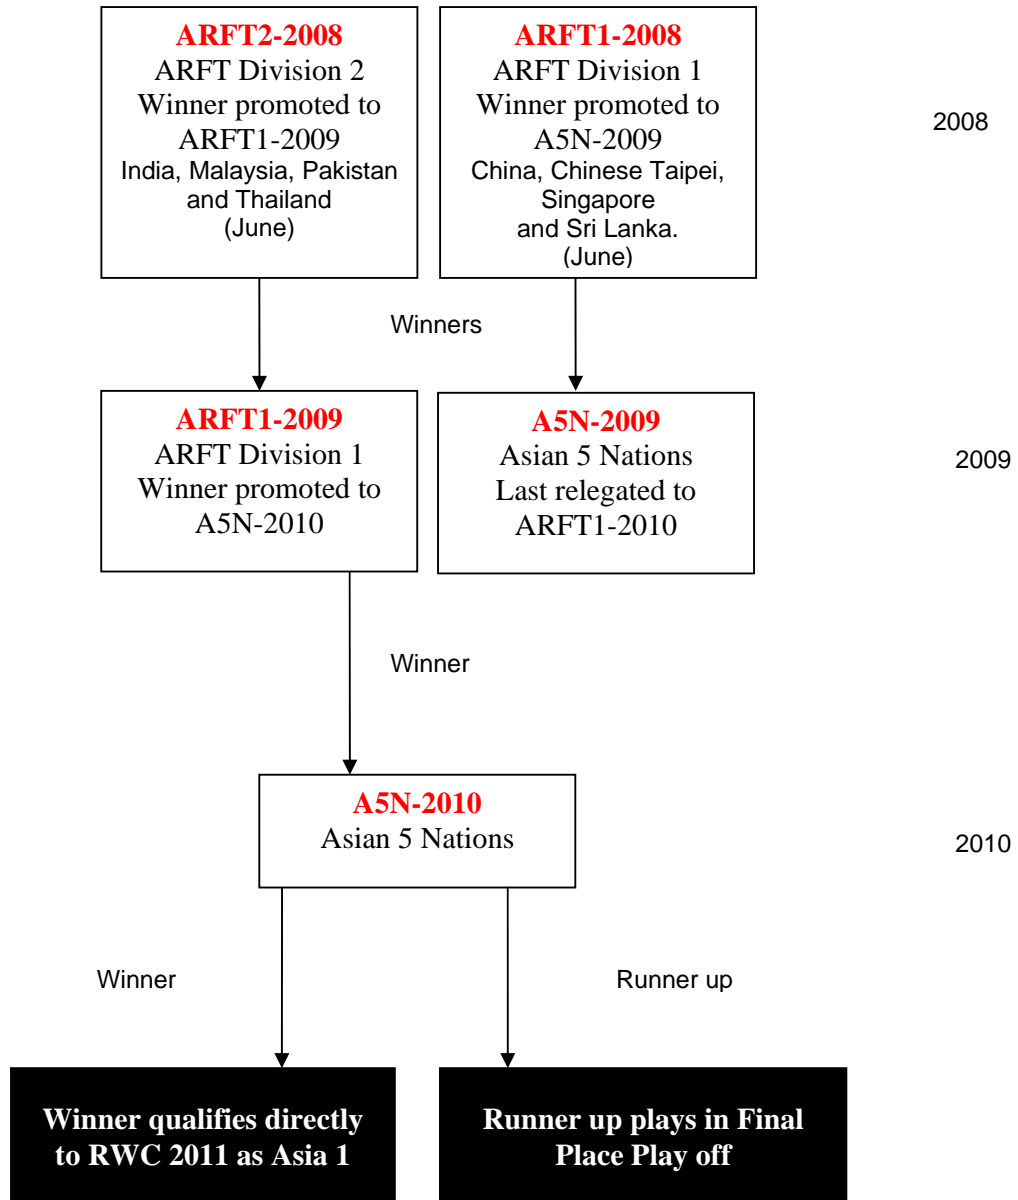 ARFT2-2008
ARFT Division 2
Winner promoted to
ARFT1-2009
India, Malaysia, Pakistan
and Thailand
(June)
ARFT1-2008
ARFT Division 1
Winner promoted to
A5N-2009
China, Chinese Taipei,
Singapore
and Sri Lanka.
(June)
2008
Winners
ARFT1-2009
ARFT Division 1
Winner promoted to
A5N-2010
A5N-2009
Asian 5 Nations
Last relegated to
ARFT1-2010
2009
Winner
A5N-2010
Asian 5 Nations
2010
Winner
Runner up
Winner qualifies directly
to RWC 2011 as Asia 1
Runner up plays in Final
Place Play off